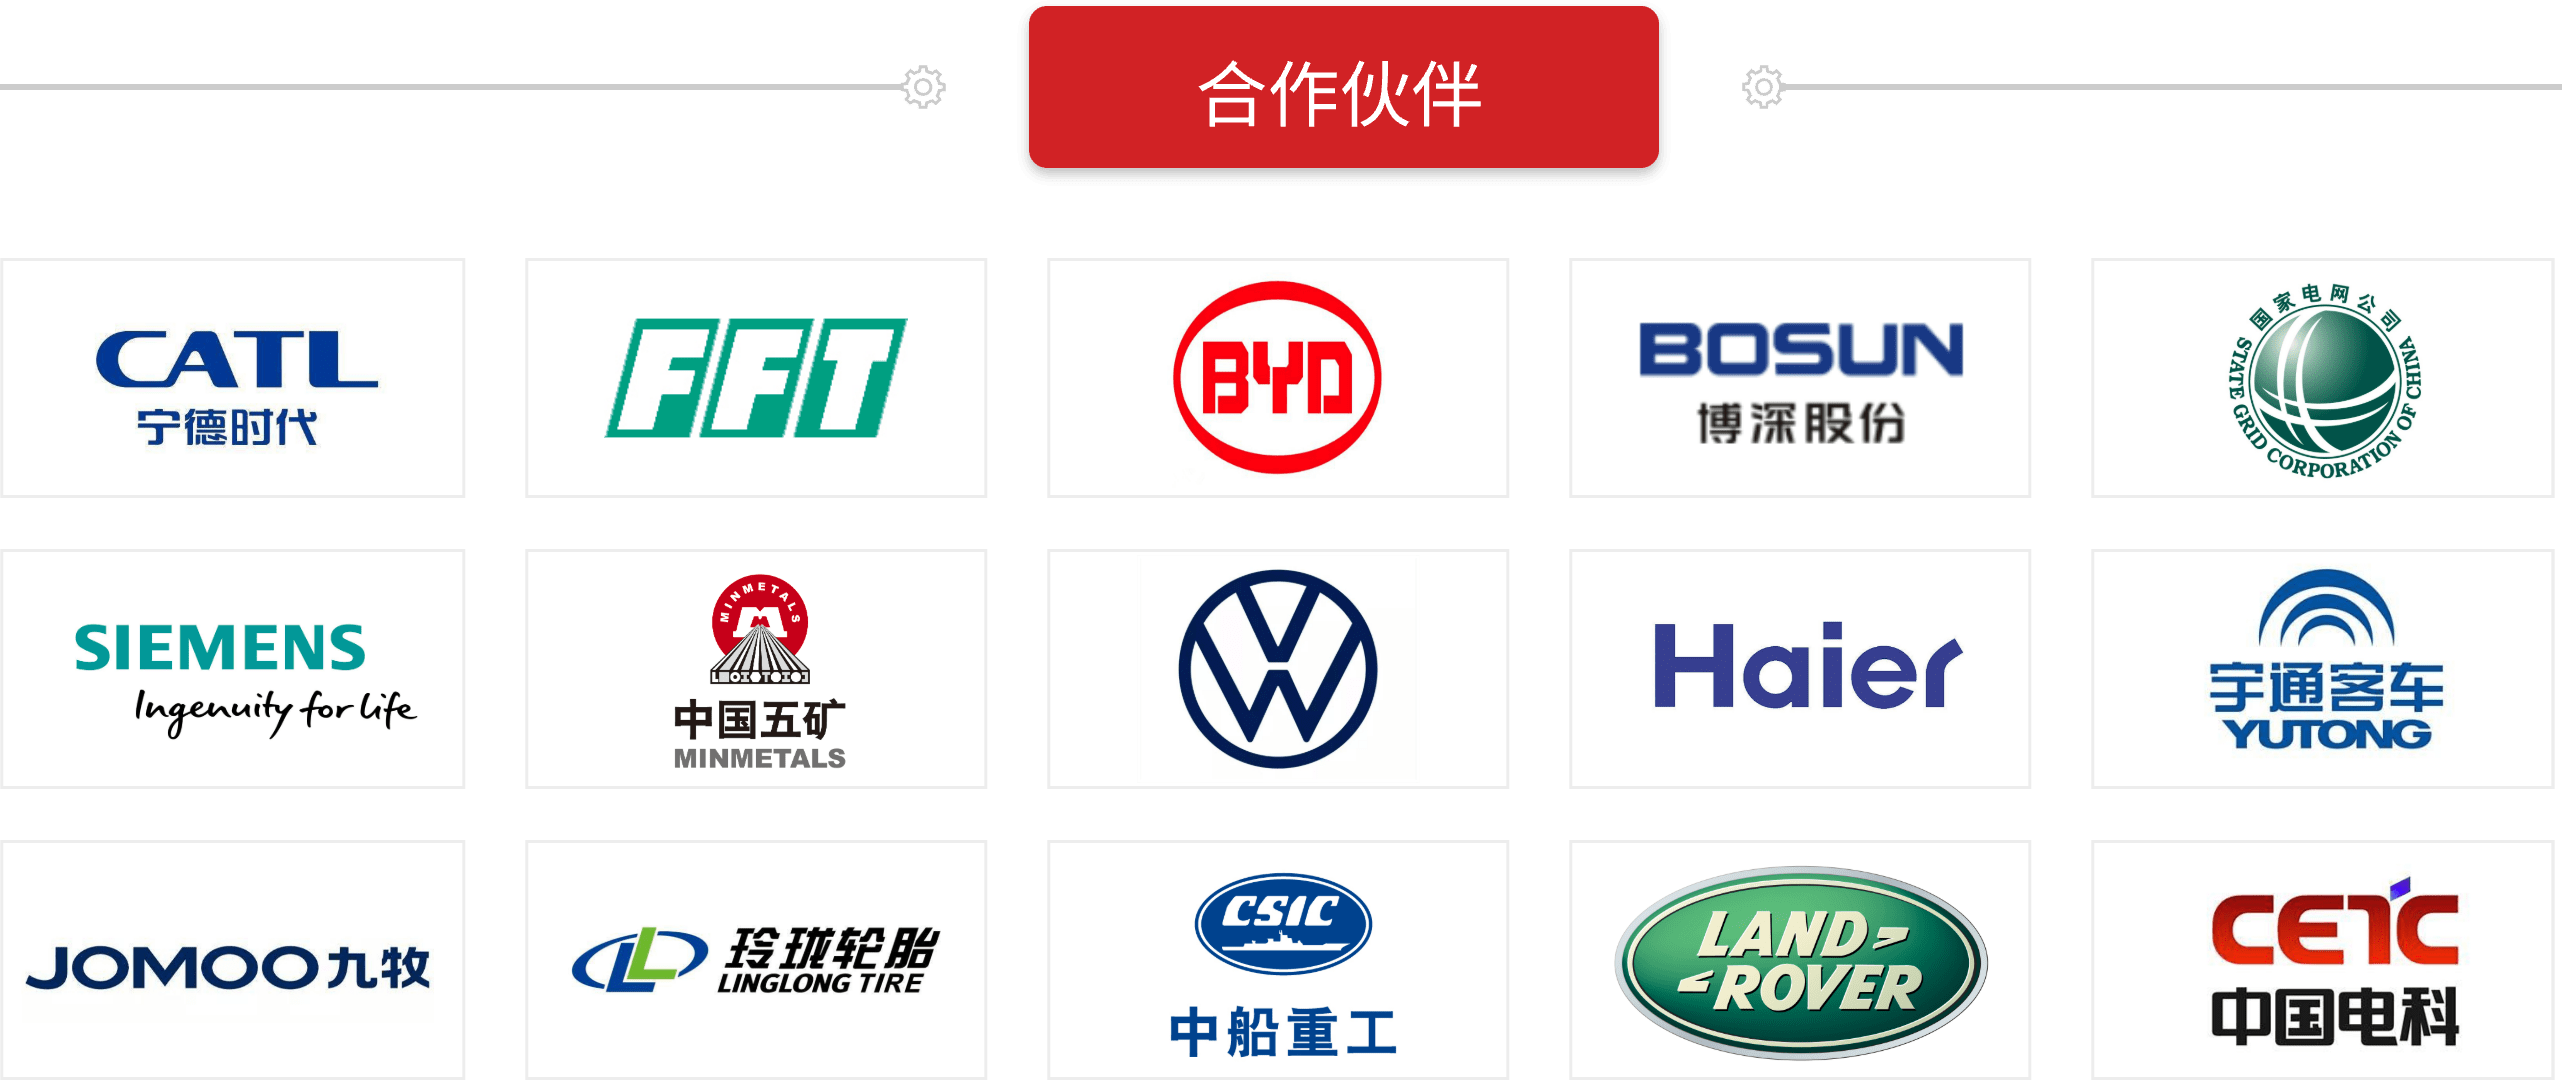 合作伙伴
CATL
宁德时代
FFT
BYD
BOSUN
博深股份
国家电网公司
STATE GRID CORPORATION OF CHINA
SIEMENS
Ingenuity for life
MINMETALS
中国五矿
MINMETALS
VW
Haier
宇通客车
YUTONG
JOMOO九牧
玲珑轮胎
LINGLONG TIRE
CSIC
中船重工
LAND
ROVER
CETC
中国电科